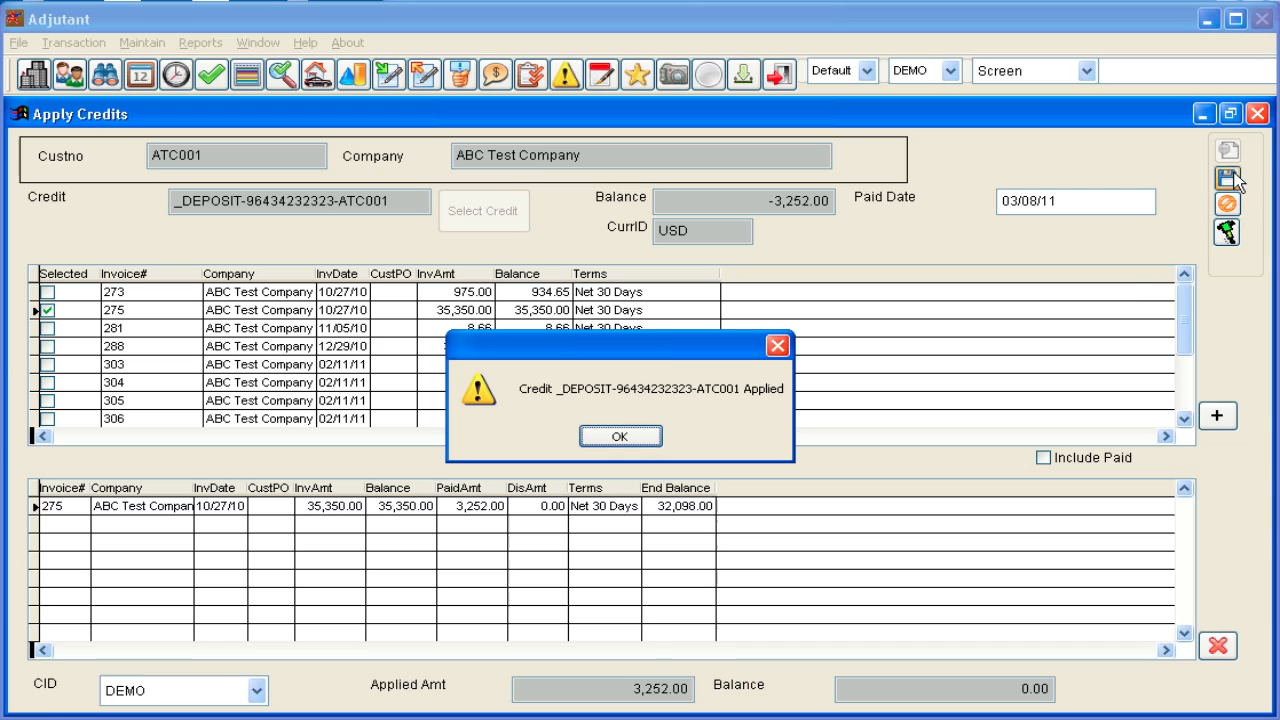 Adjutant
File Transaction Maintain Reports Window Help About
12 $ Default DEMO Screen
Apply Credits
Custno ATC001 Company ABC Test Company
Credit _DEPOSIT-96434232323-ATC001 Select Credit Balance -3,252.00 Paid Date 03/08/11
CurrID USD
Selected Invoice# Company InvDate CustPO InvAmt Balance Terms
273 ABC Test Company 10/27/10 975.00 934.65 Net 30 Days
275 ABC Test Company 10/27/10 35,350.00 35,350.00 Net 30 Days
281 ABC Test Company 11/05/10 8.66 8.66 Net 30 Days
288 ABC Test Company 12/29/10
303 ABC Test Company 02/11/11
304 ABC Test Company 02/11/11
305 ABC Test Company 02/11/11
306 ABC Test Company 02/11/11
Credit _DEPOSIT-96434232323-ATC001 Applied
OK
+
Include Paid
Invoice# Company InvDate CustPO InvAmt Balance PaidAmt DisAmt Terms End Balance
275 ABC Test Compan 10/27/10 35,350.00 35,350.00 3,252.00 0.00 Net 30 Days 32,098.00
CID DEMO Applied Amt 3,252.00 Balance 0.00